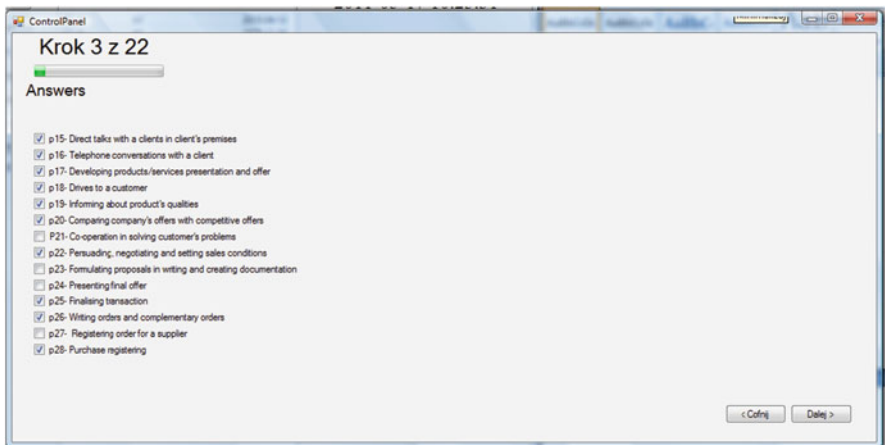 ControlPanel
Krok 3 z 22
Answers
p15- Direct talks with a clients in client's premises
p16- Telephone conversations with a client
p17- Developing products/services presentation and offer
p18- Drives to a customer
p19- Informing about product's qualities
p20- Comparing company's offers with competitive offers
P21- Co-operation in solving customer's problems
p22- Persuading, negotiating and setting sales conditions
p23- Formulating proposals in writing and creating documentation
p24- Presenting final offer
p25- Finalising transaction
p26- Writing orders and complementary orders
p27- Registering order for a supplier
p28- Purchase registering
< Cofnij
Dalej >